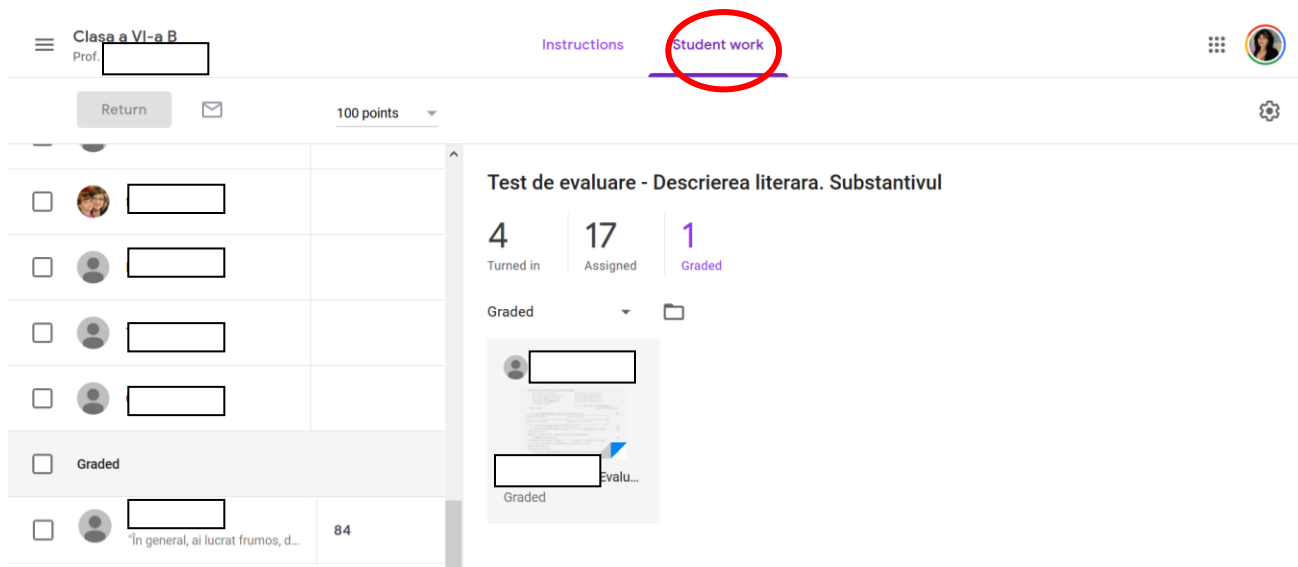 Clasa a VI-a B
Prof.
Instructions
Student work
Return
100 points
Test de evaluare - Descrierea literara. Substantivul
4
17
1
Turned in
Assigned
Graded
Graded
Evalu...
Graded
Graded
84
"În general, ai lucrat frumos, d...